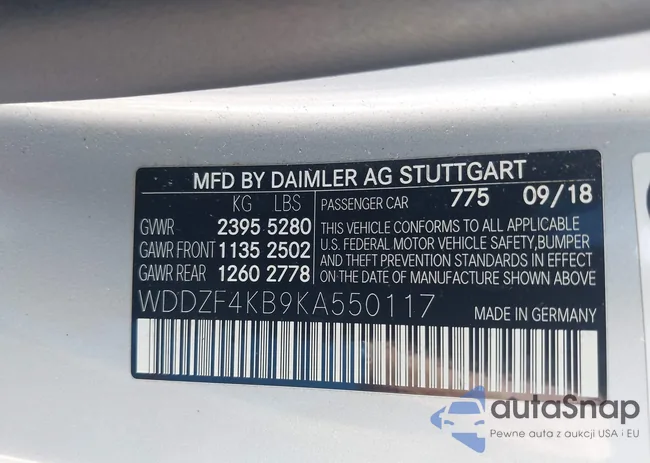 MFD BY DAIMLER AG STUTTGART
KG LBS
GVWR 2395 5280
GAWR FRONT 1135 2502
GAWR REAR 1260 2778
PASSENGER CAR 775 09/18
THIS VEHICLE CONFORMS TO ALL APPLICABLE
U.S. FEDERAL MOTOR VEHICLE SAFETY, BUMPER
AND THEFT PREVENTION STANDARDS IN EFFECT
ON THE DATE OF MANUFACTURE SHOWN ABOVE
WDDZF4KB9KA550117
MADE IN GERMANY
autaSnap
Pewne auta z aukcji USA i EU